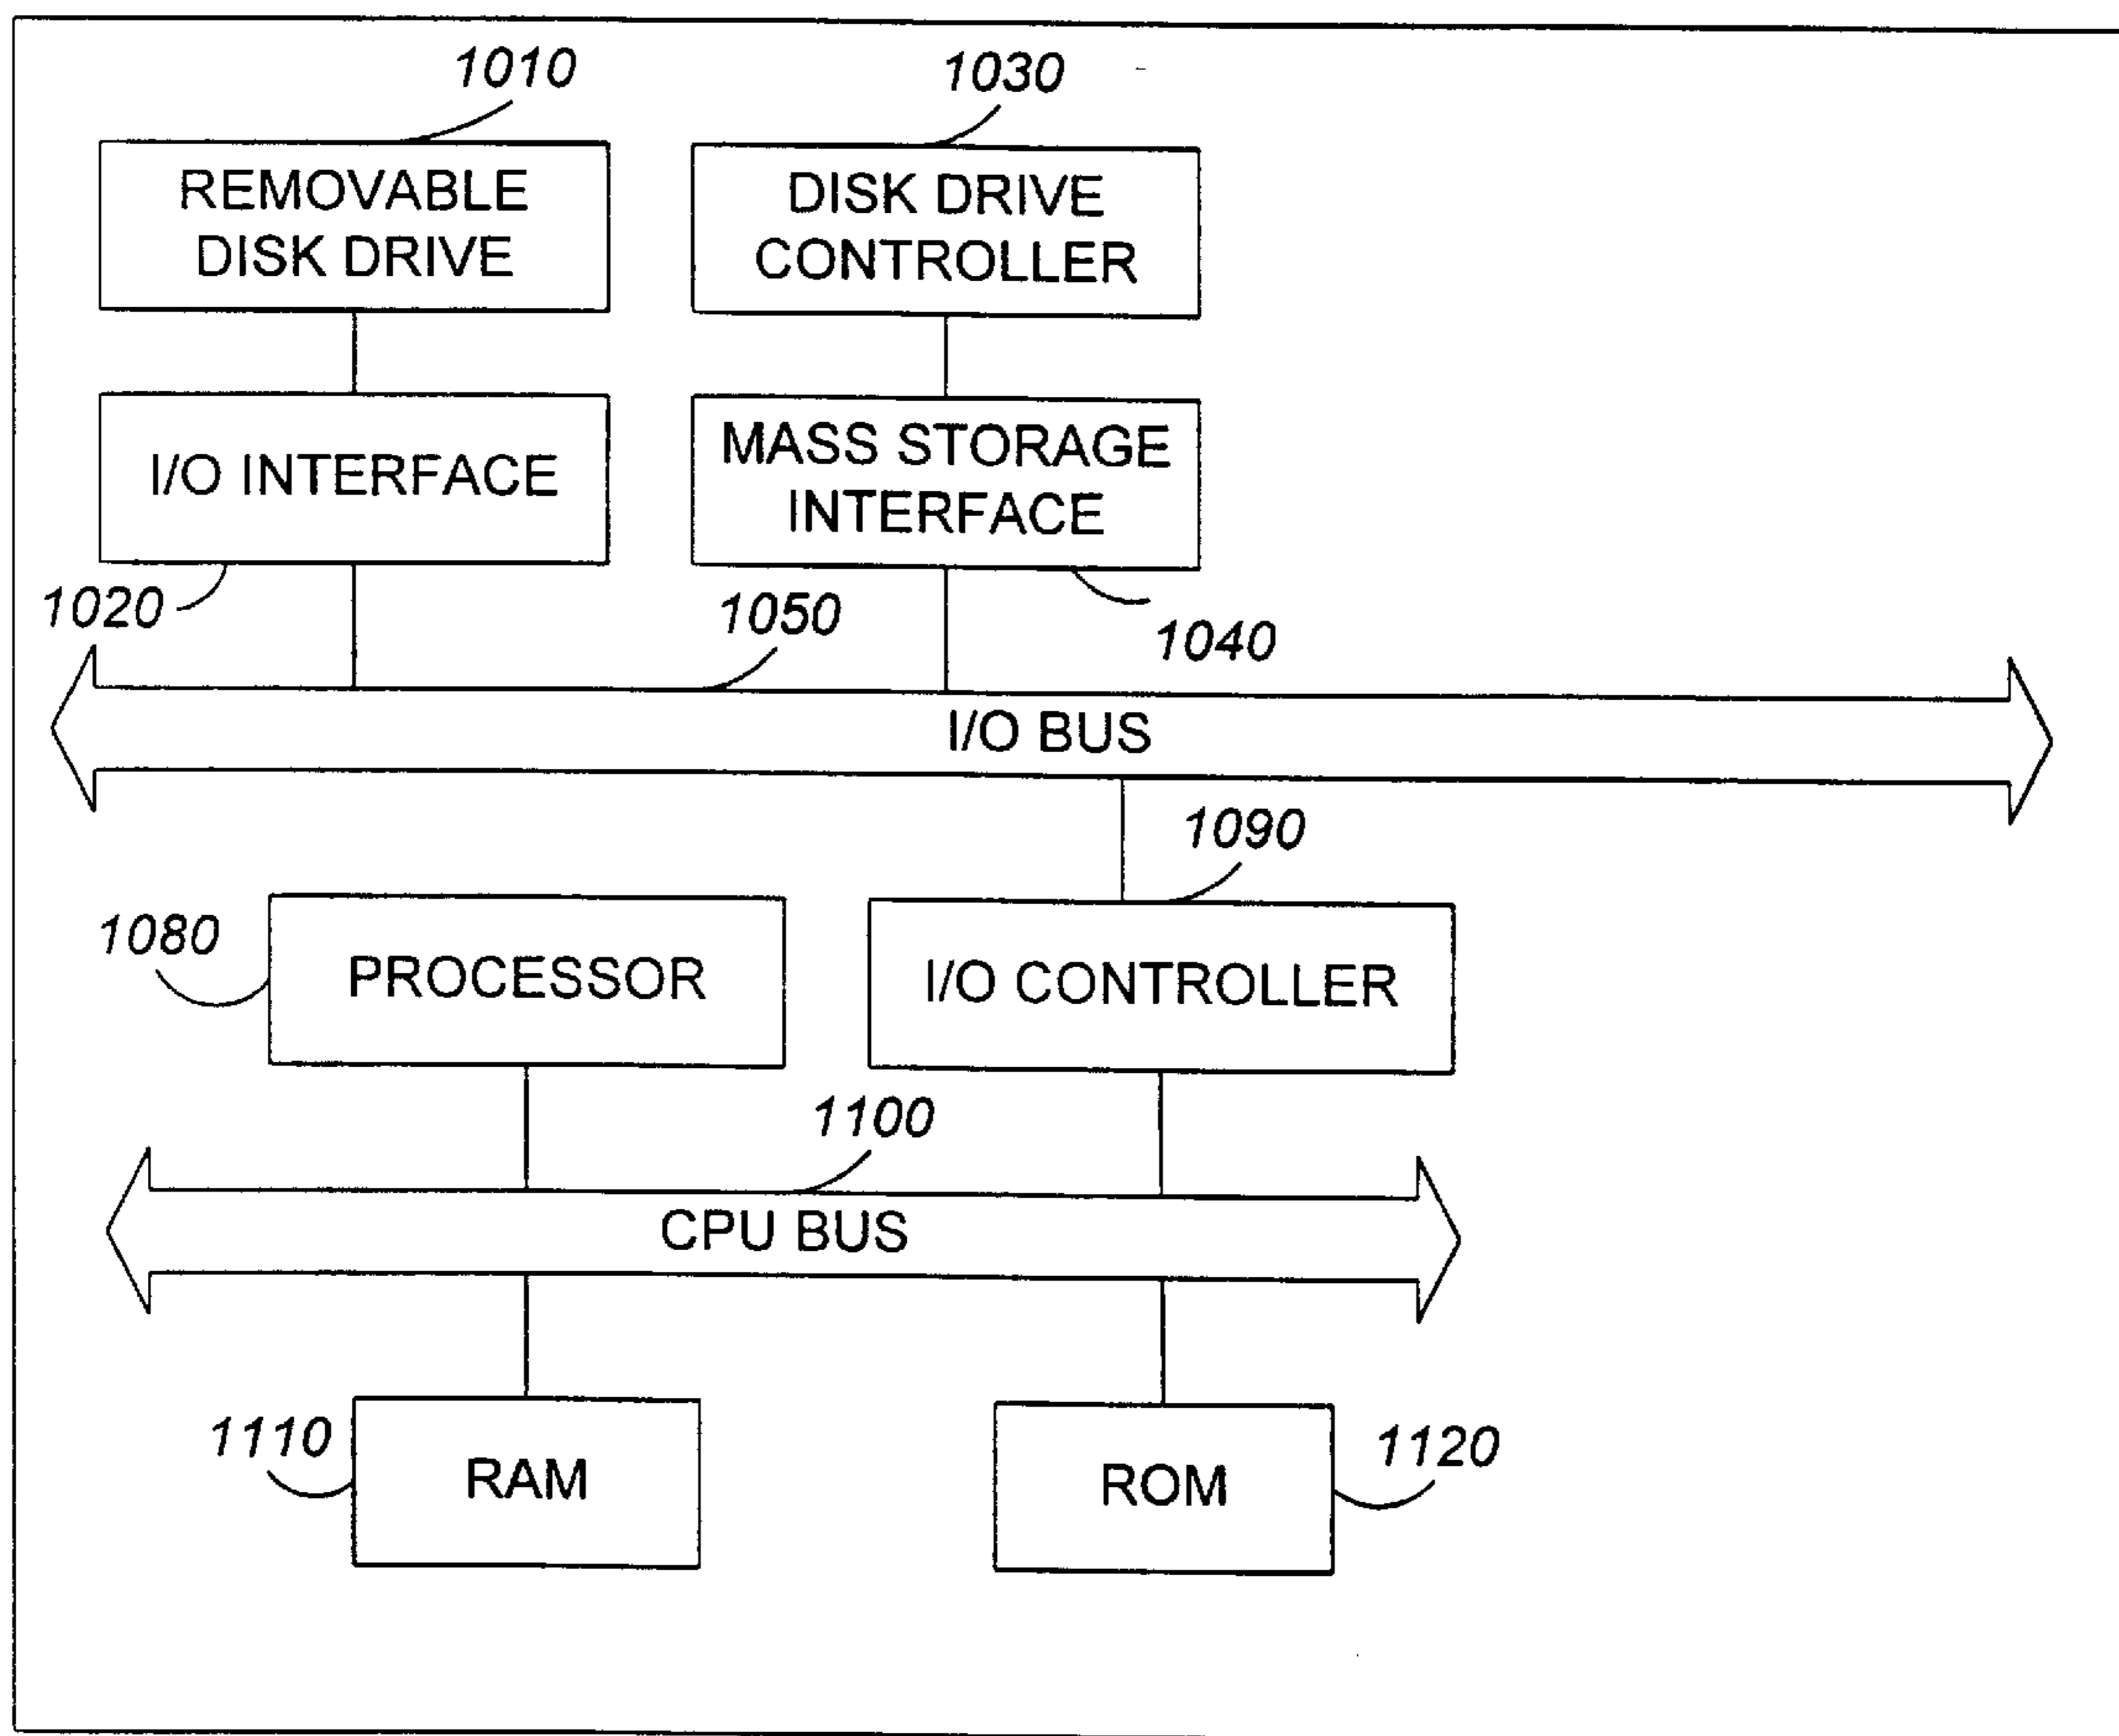 1010
1030
REMOVABLE
DISK DRIVE
DISK DRIVE
CONTROLLER
I/O INTERFACE
MASS STORAGE
INTERFACE
1020
1050
1040
I/O BUS
1090
1080
PROCESSOR
I/O CONTROLLER
1100
CPU BUS
1110
RAM
ROM
1120